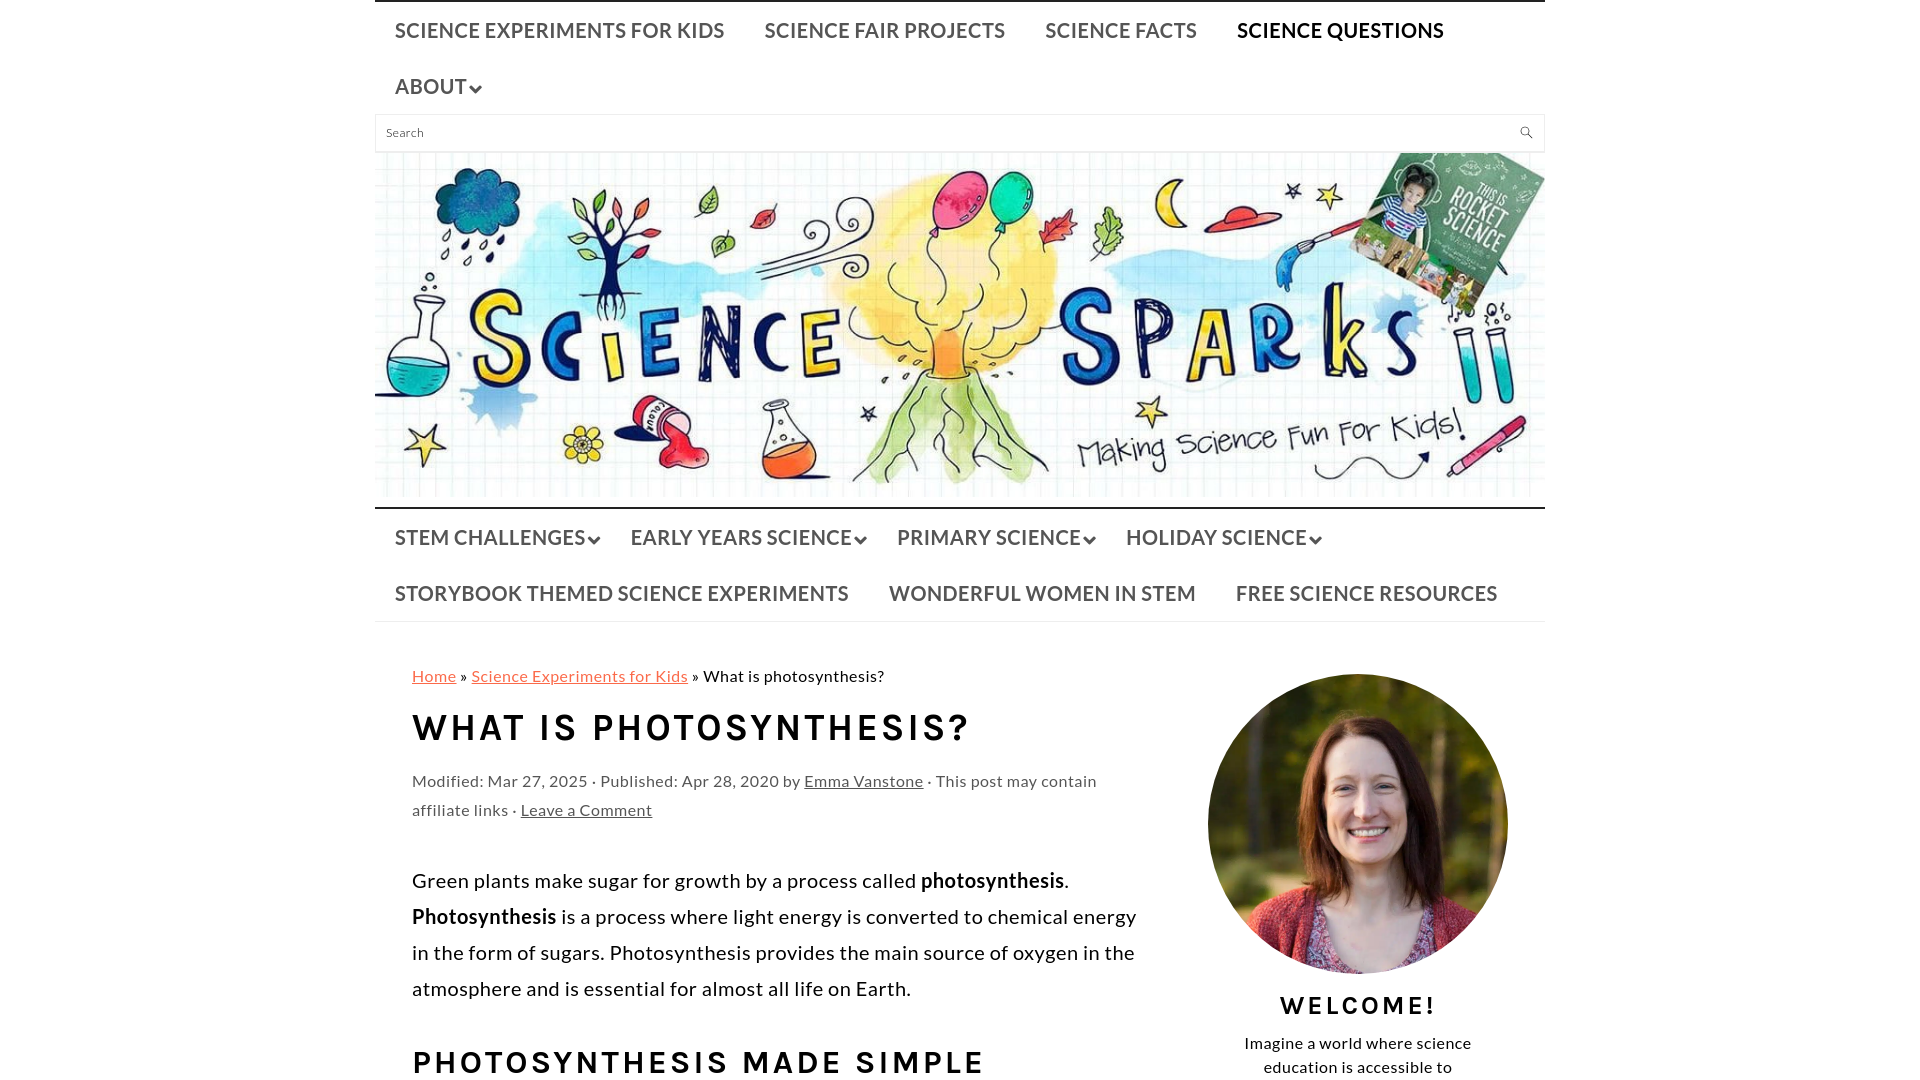 SCIENCE EXPERIMENTS FOR KIDS SCIENCE FAIR PROJECTS SCIENCE FACTS SCIENCE QUESTIONS
ABOUT
Search
THIS IS
ROCKET
SCIENCE
SCIENCE SPARKS
COLOUR
Making Science Fun For Kids!
STEM CHALLENGES EARLY YEARS SCIENCE PRIMARY SCIENCE HOLIDAY SCIENCE
STORYBOOK THEMED SCIENCE EXPERIMENTS WONDERFUL WOMEN IN STEM FREE SCIENCE RESOURCES
Home » Science Experiments for Kids » What is photosynthesis?
WHAT IS PHOTOSYNTHESIS?
Modified: Mar 27, 2025 · Published: Apr 28, 2020 by Emma Vanstone · This post may contain
affiliate links · Leave a Comment
Green plants make sugar for growth by a process called photosynthesis.
Photosynthesis is a process where light energy is converted to chemical energy
in the form of sugars. Photosynthesis provides the main source of oxygen in the
atmosphere and is essential for almost all life on Earth.
PHOTOSYNTHESIS MADE SIMPLE
WELCOME!
Imagine a world where science
education is accessible to